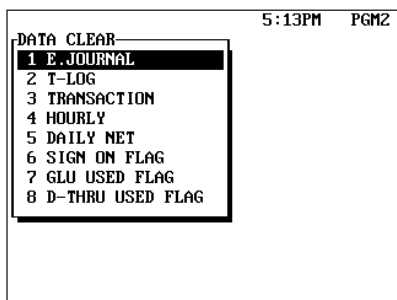 5:13PM PGM2
DATA CLEAR
1 E.JOURNAL
2 T-LOG
3 TRANSACTION
4 HOURLY
5 DAILY NET
6 SIGN ON FLAG
7 GLU USED FLAG
8 D-THRU USED FLAG